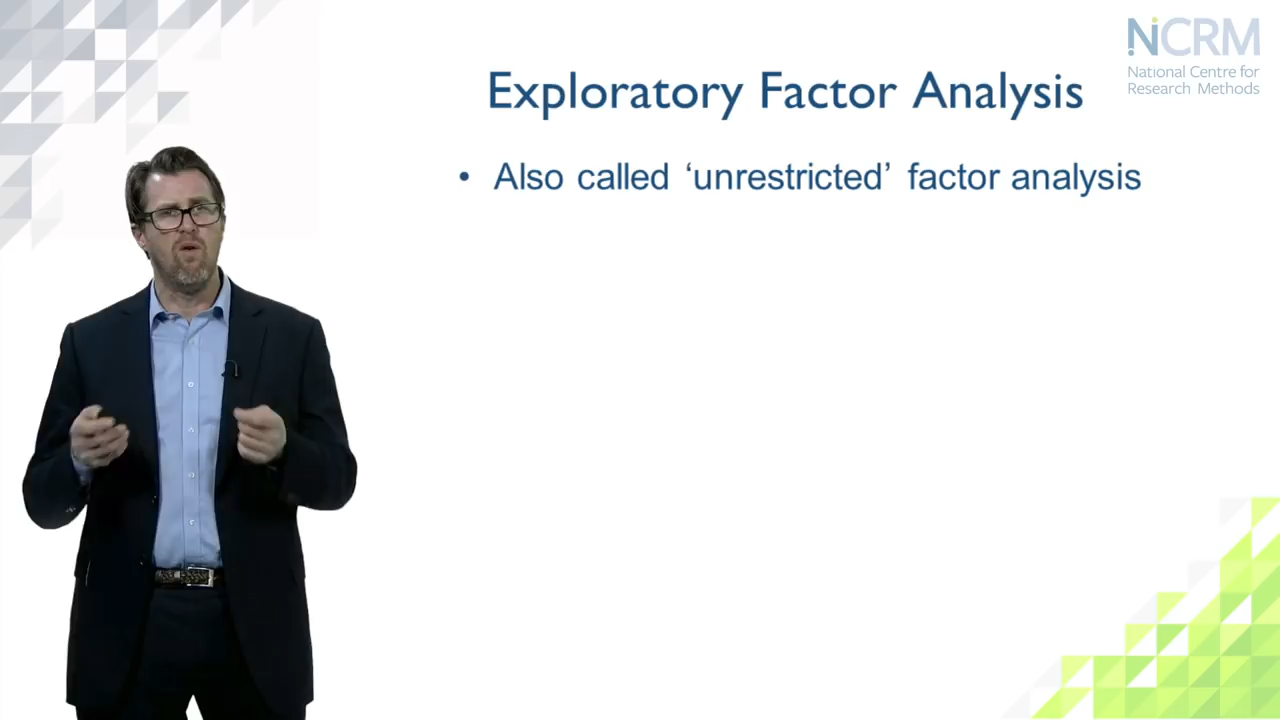 NCRM
National Centre for
Research Methods
Exploratory Factor Analysis
• Also called ‘unrestricted’ factor analysis